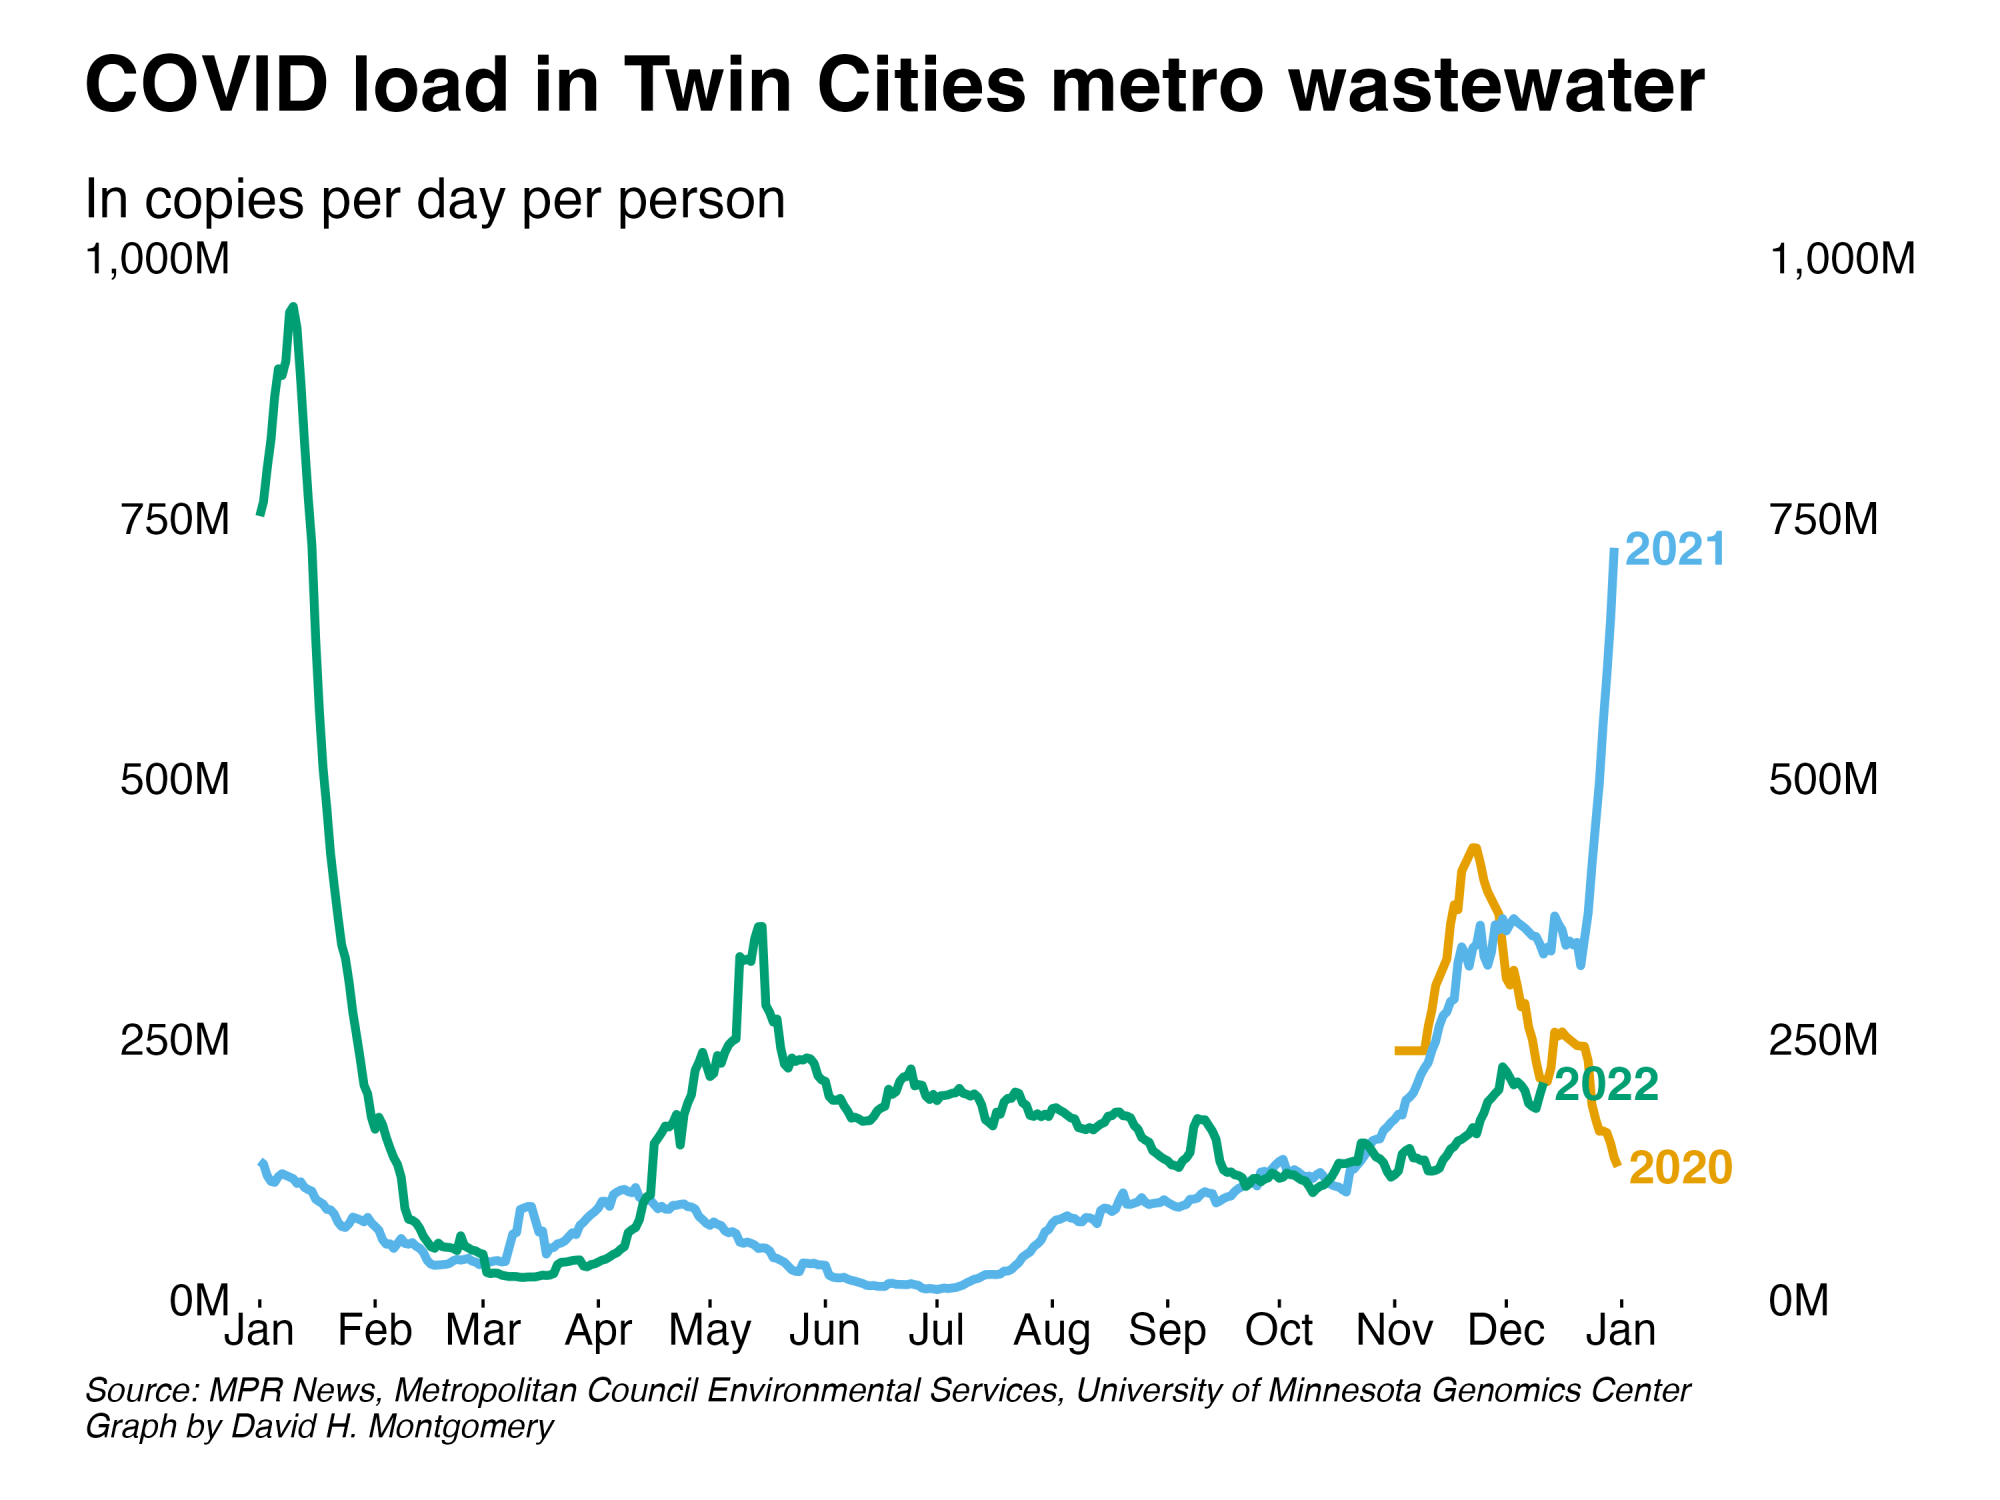 COVID load in Twin Cities metro wastewater
In copies per day per person
1,000M 1,000M
750M 750M
2021
500M 500M
250M 250M
2022
2020
0M 0M
Jan Feb Mar Apr May Jun Jul Aug Sep Oct Nov Dec Jan
Source: MPR News, Metropolitan Council Environmental Services, University of Minnesota Genomics Center
Graph by David H. Montgomery